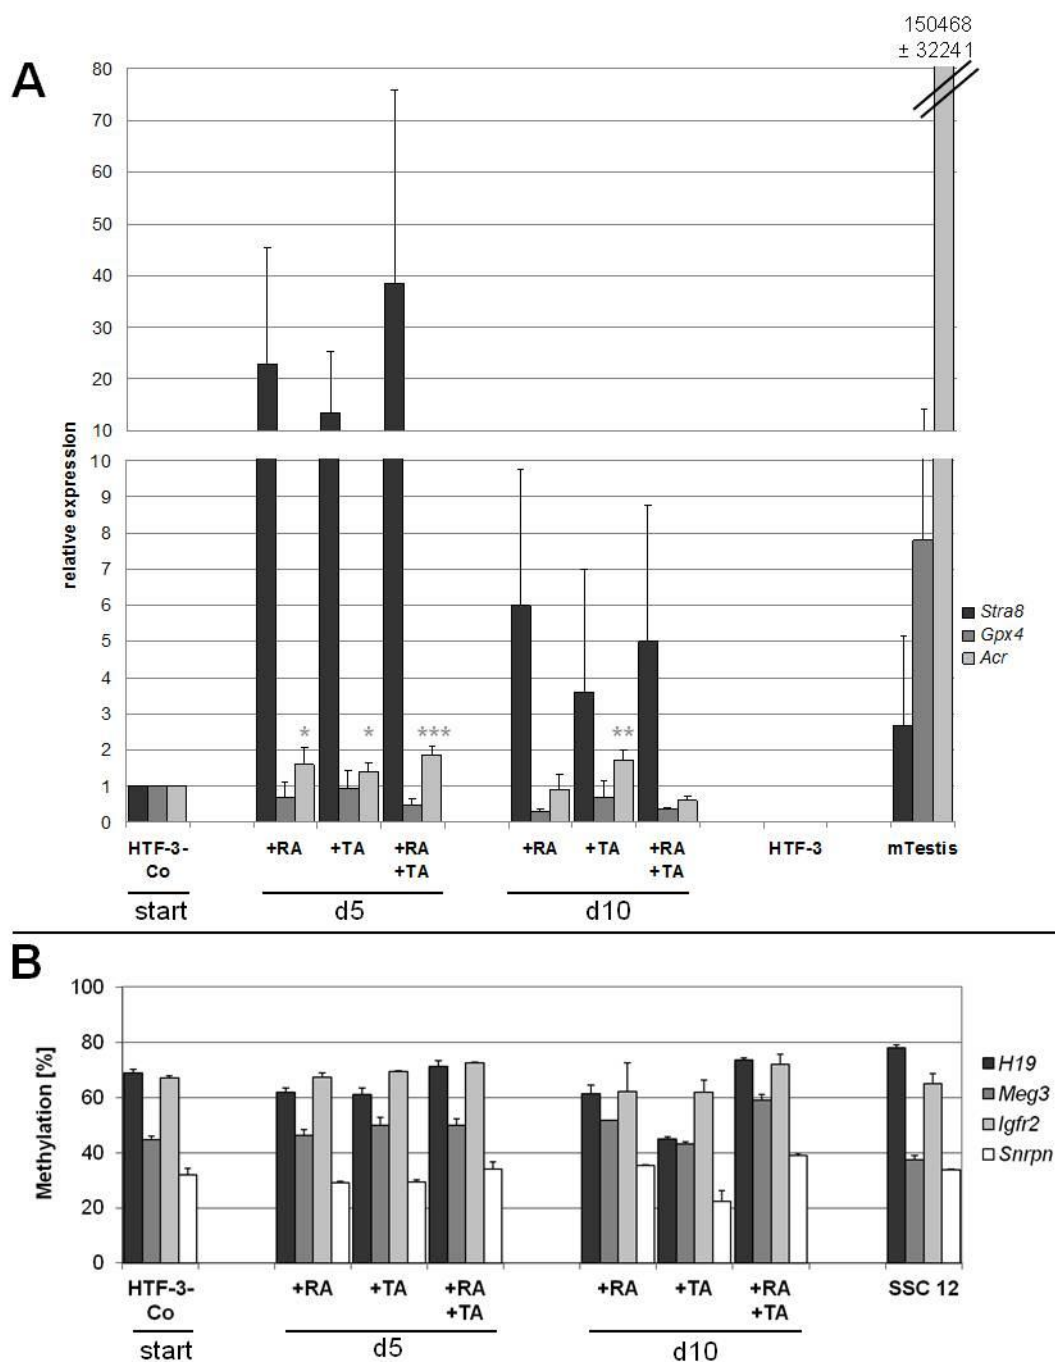 150468
± 32241
A
80
70
60
50
40
30
20
10
10
9
8
7
6
5
4
3
2
1
0
relative expression
* * *** **
Stra8
Gpx4
Acr
HTF-3- +RA +TA +RA +RA +TA +RA HTF-3 mTestis
Co +TA +TA
start d5 d10
B
100
80
60
40
20
0
Methylation [%]
H19
Meg3
Igfr2
Snrpn
HTF-3- +RA +TA +RA +RA +TA +RA SSC 12
Co +TA +TA
start d5 d10